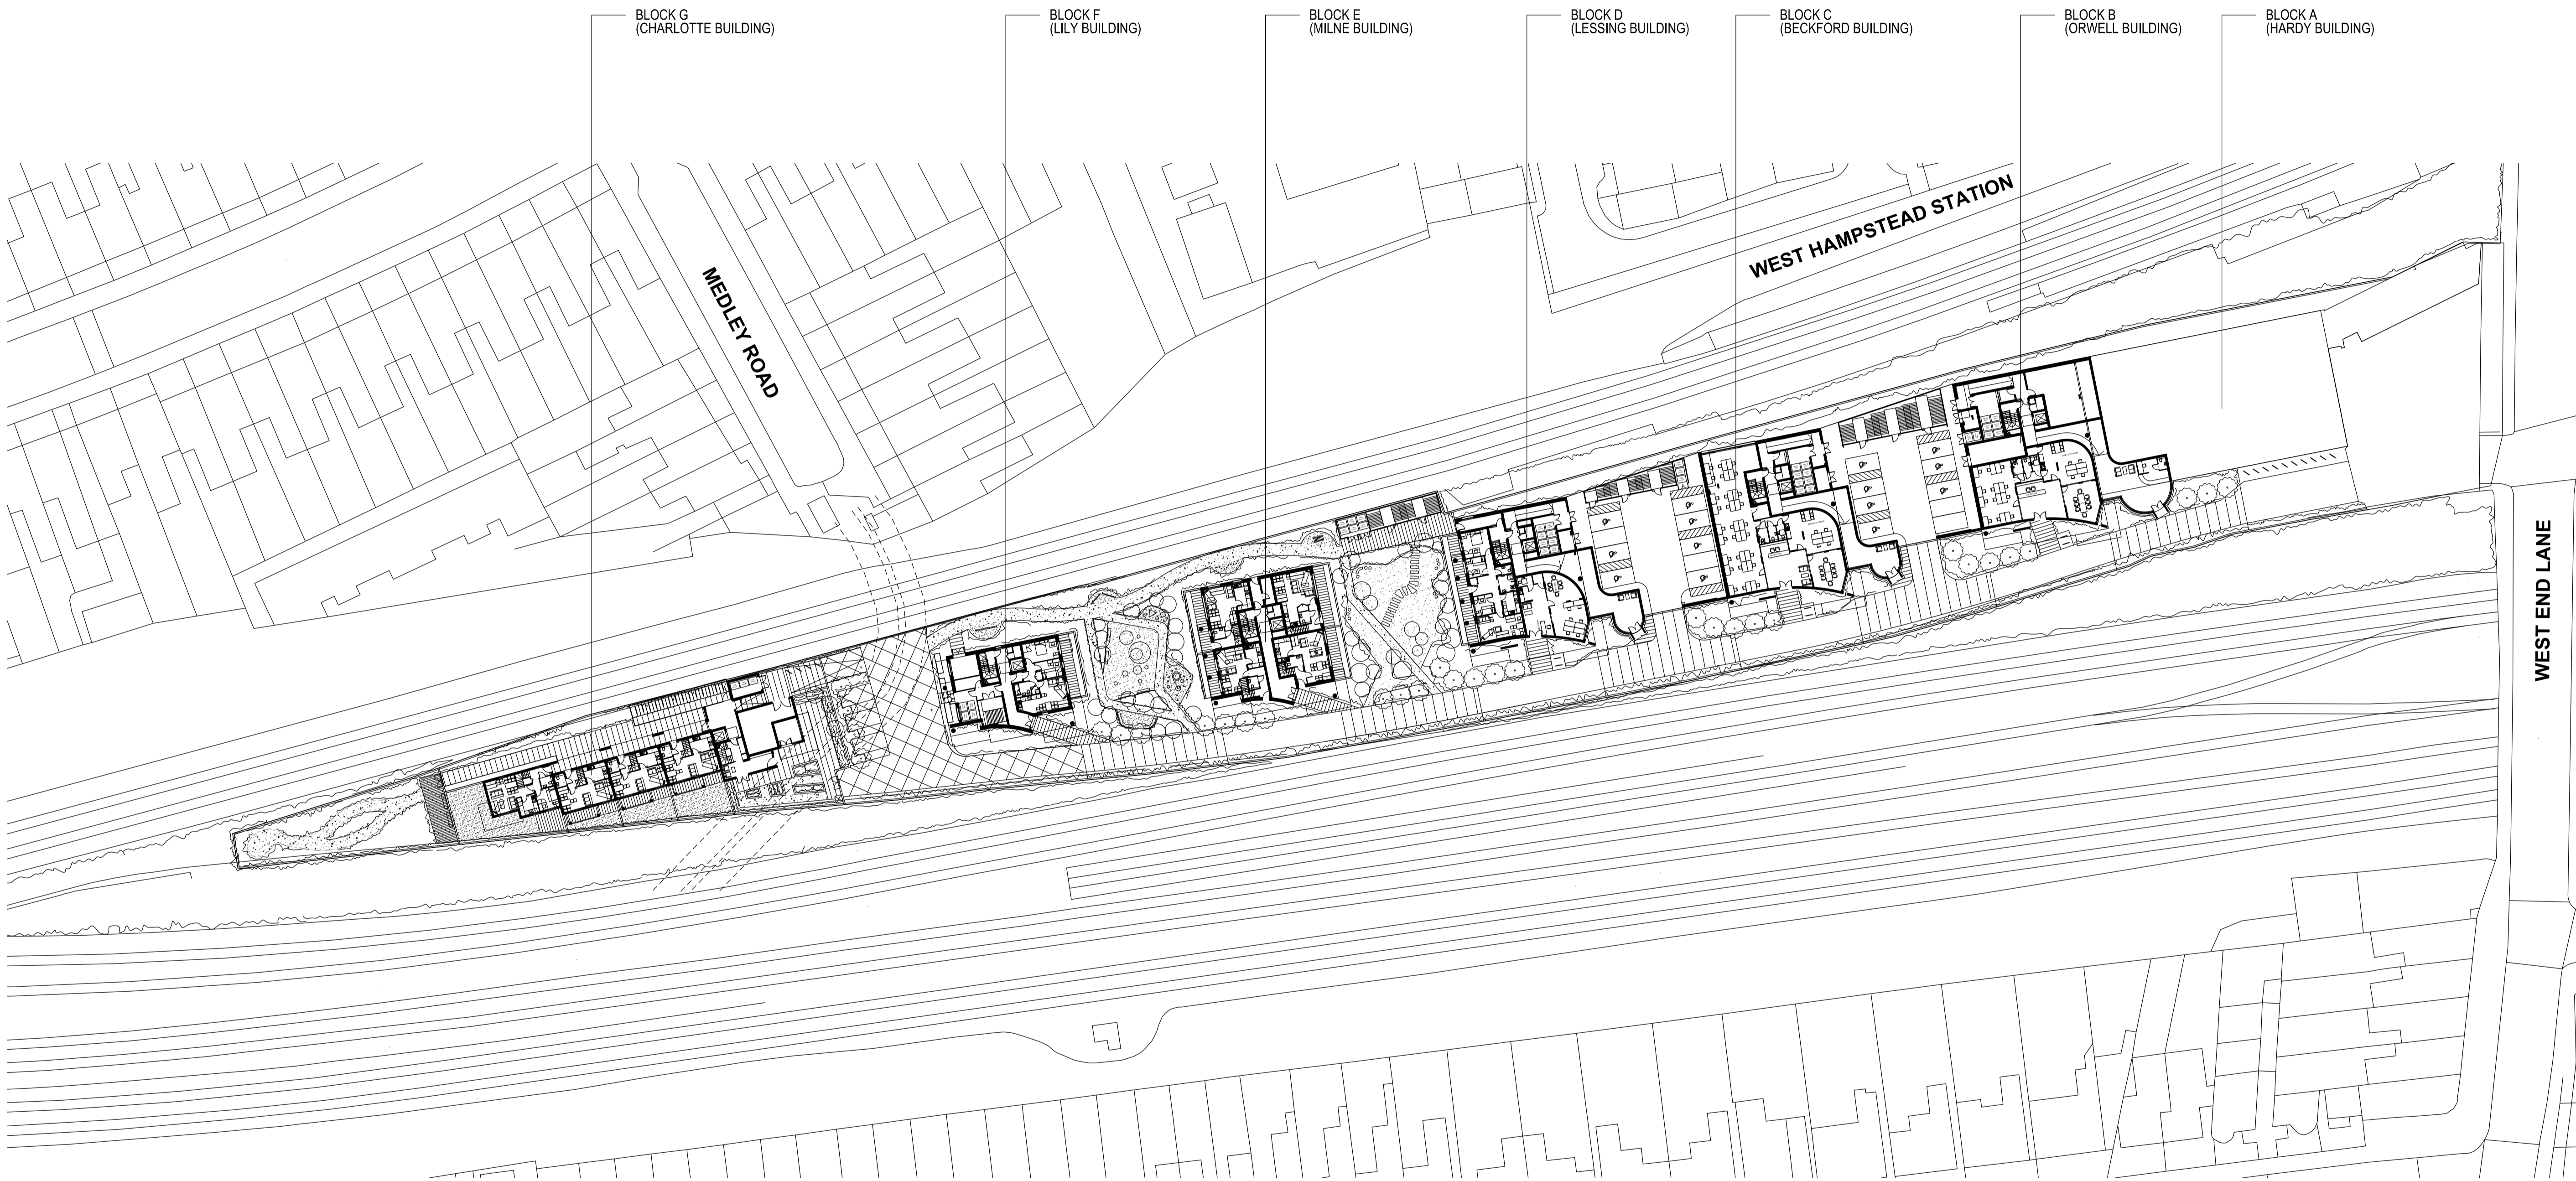 BLOCK G
(CHARLOTTE BUILDING)
BLOCK F
(LILY BUILDING)
BLOCK E
(MILNE BUILDING)
BLOCK D
(LESSING BUILDING)
BLOCK C
(BECKFORD BUILDING)
BLOCK B
(ORWELL BUILDING)
BLOCK A
(HARDY BUILDING)
WEST HAMPSTEAD STATION
MEDLEY ROAD
WEST END LANE